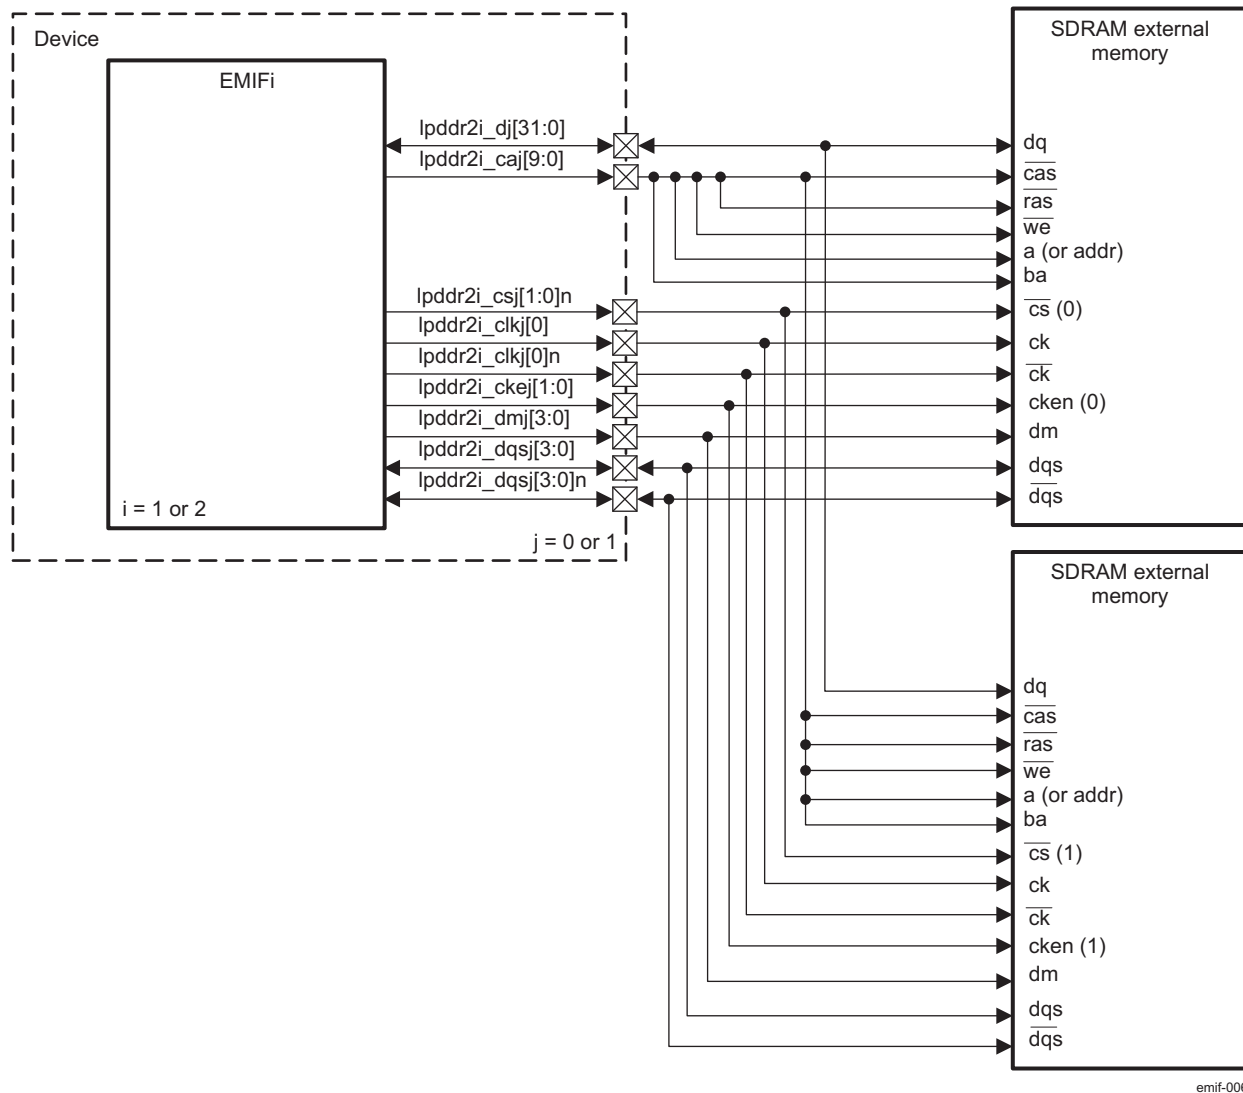 Device
EMIFi
lpddr2i_dj[31:0]
lpddr2i_caj[9:0]
lpddr2i_csj[1:0]n
lpddr2i_clkj[0]
lpddr2i_clkj[0]n
lpddr2i_ckej[1:0]
lpddr2i_dmj[3:0]
lpddr2i_dqsj[3:0]
lpddr2i_dqsj[3:0]n
i = 1 or 2
j = 0 or 1
SDRAM external
memory
dq
cas
ras
we
a (or addr)
ba
cs (0)
ck
ck
cken (0)
dm
dqs
dqs
SDRAM external
memory
dq
cas
ras
we
a (or addr)
ba
cs (1)
ck
ck
cken (1)
dm
dqs
dqs